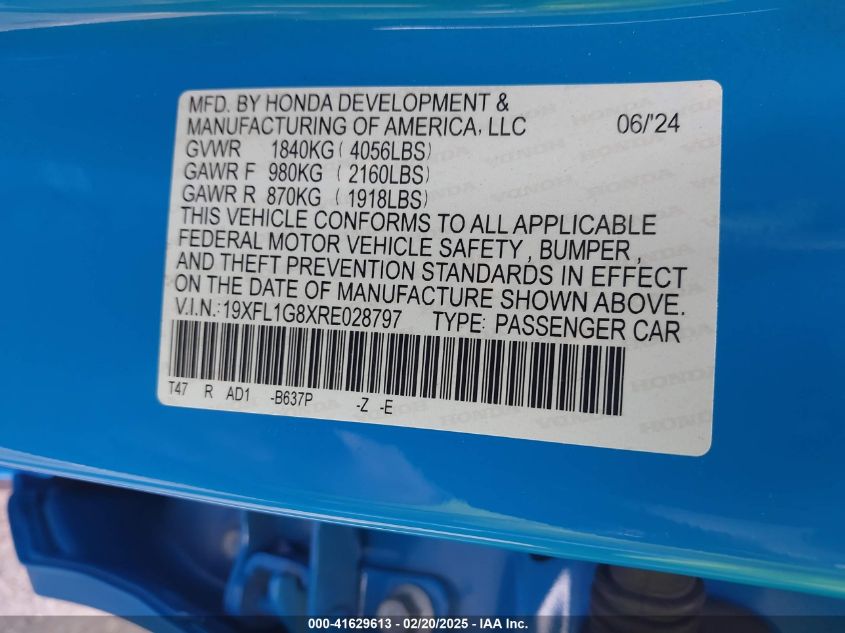 MFD. BY HONDA DEVELOPMENT &
MANUFACTURING OF AMERICA, LLC 06/'24
GVWR 1840KG ( 4056LBS)
GAWR F 980KG ( 2160LBS)
GAWR R 870KG ( 1918LBS)
THIS VEHICLE CONFORMS TO ALL APPLICABLE
FEDERAL MOTOR VEHICLE SAFETY , BUMPER ,
AND THEFT PREVENTION STANDARDS IN EFFECT
ON THE DATE OF MANUFACTURE SHOWN ABOVE.
V.I.N.:19XFL1G8XRE028797 TYPE: PASSENGER CAR
T47 R AD1 -B637P -Z -E
000-41629613 - 02/20/2025 - IAA Inc.